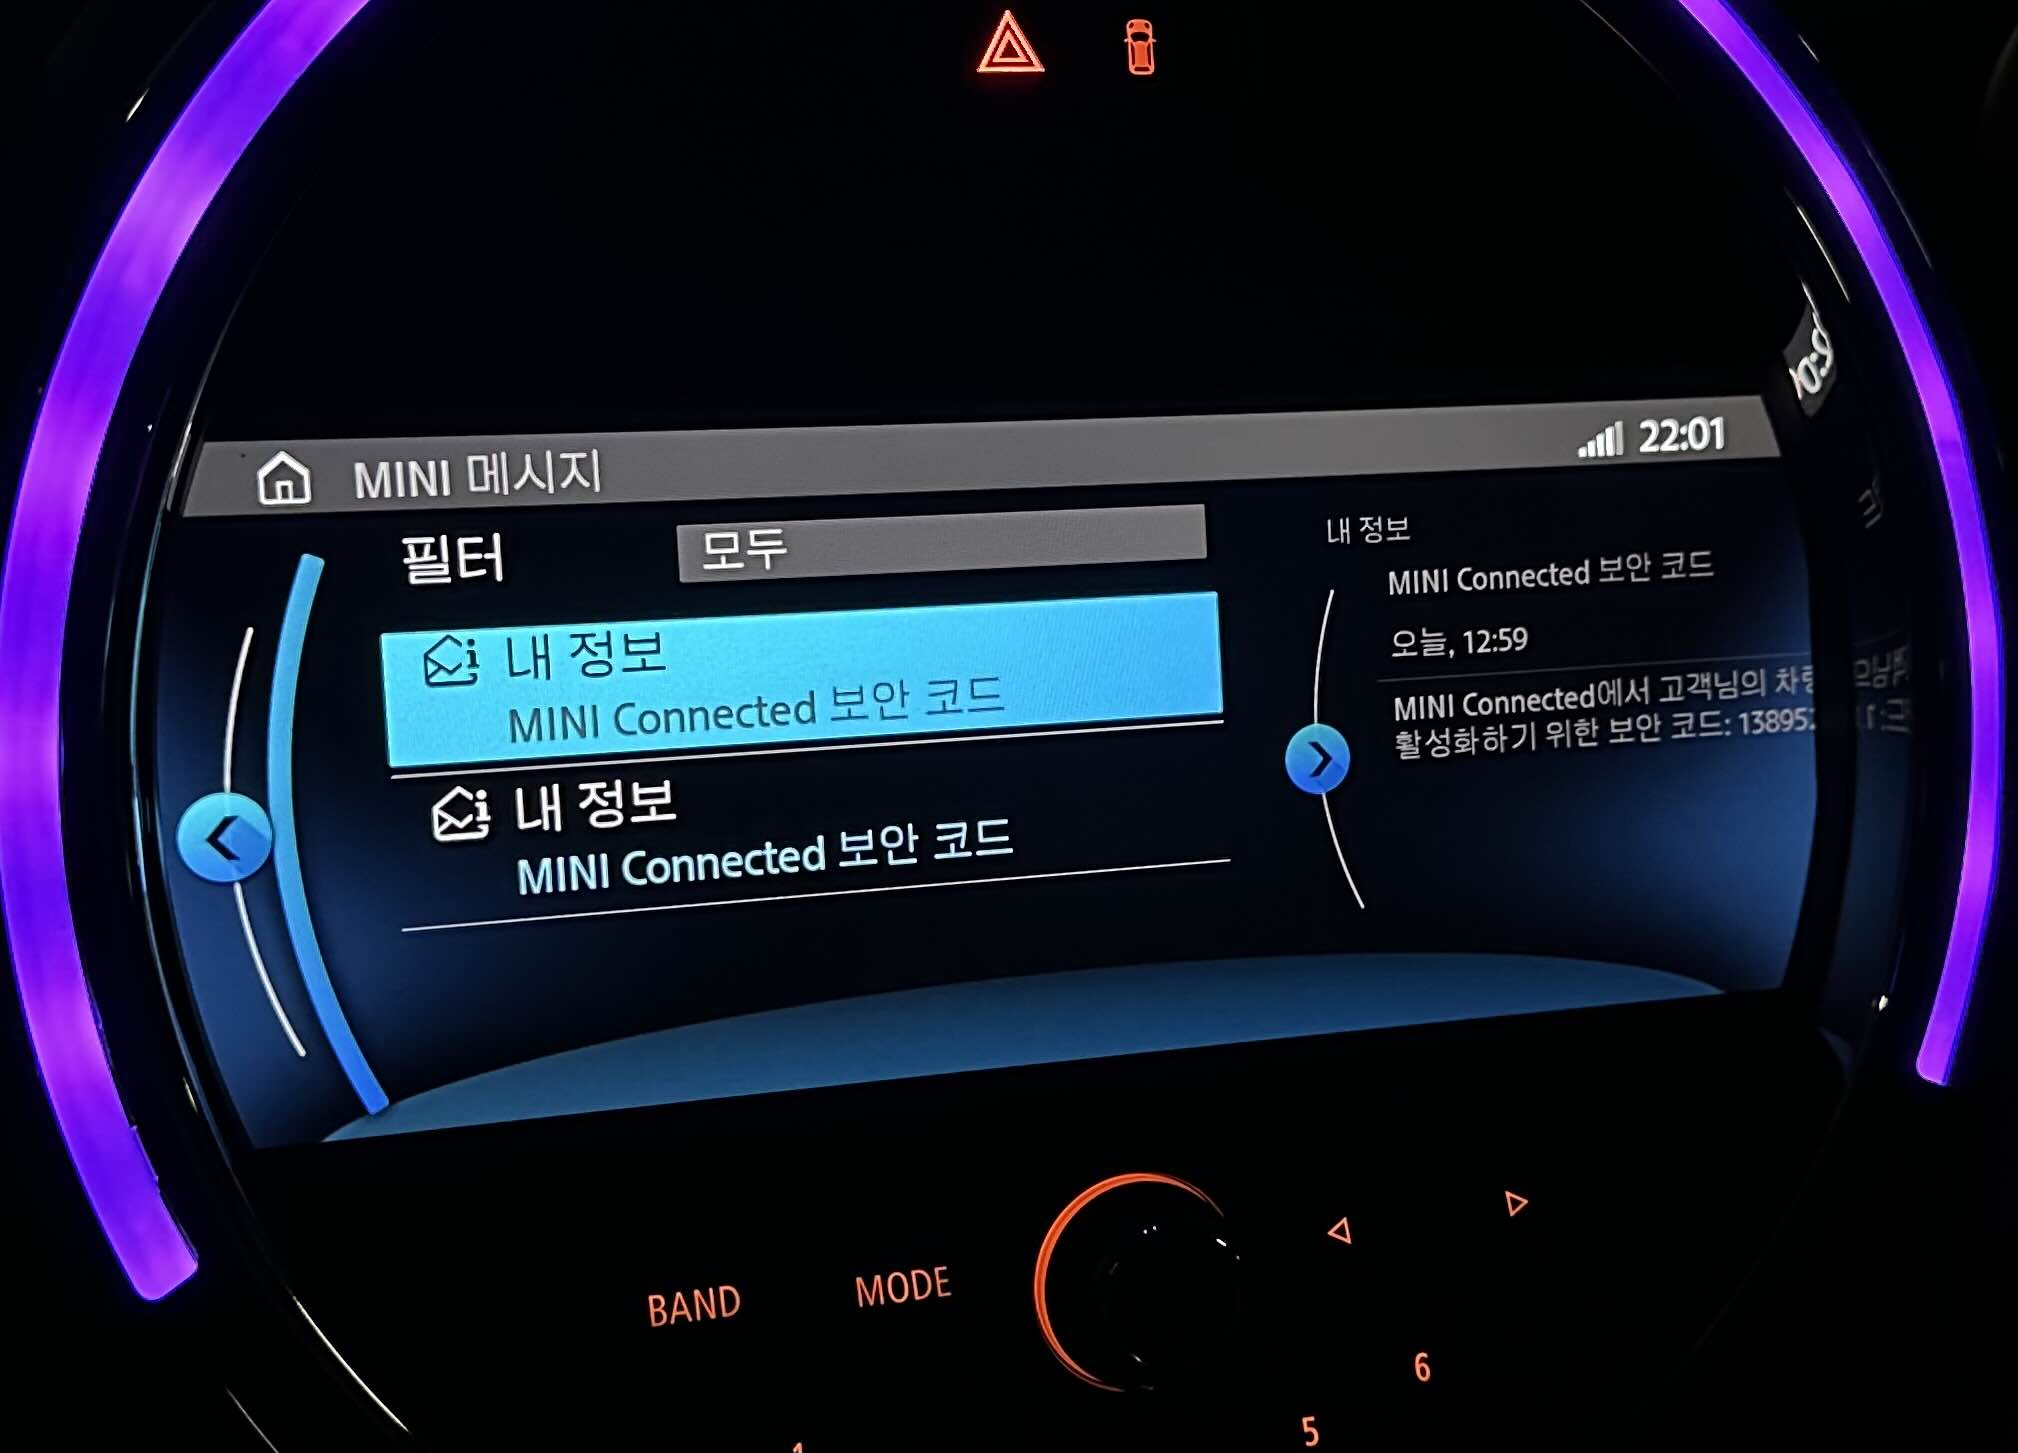 MINI 메시지
22:01
필터
모두
내 정보
MINI Connected 보안 코드
내 정보
MINI Connected 보안 코드
내 정보
MINI Connected 보안 코드
오늘, 12:59
MINI Connected에서 고객님의
활성화하기 위한 보안 코드:
BAND
MODE
6
5
1